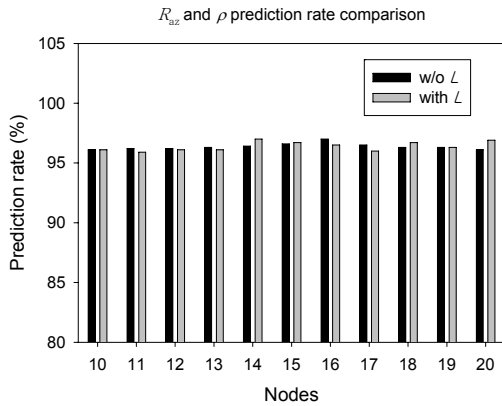 R_az and ρ prediction rate comparison
105
100
95
90
85
80
Prediction rate (%)
w/o L
with L
10 11 12 13 14 15 16 17 18 19 20
Nodes